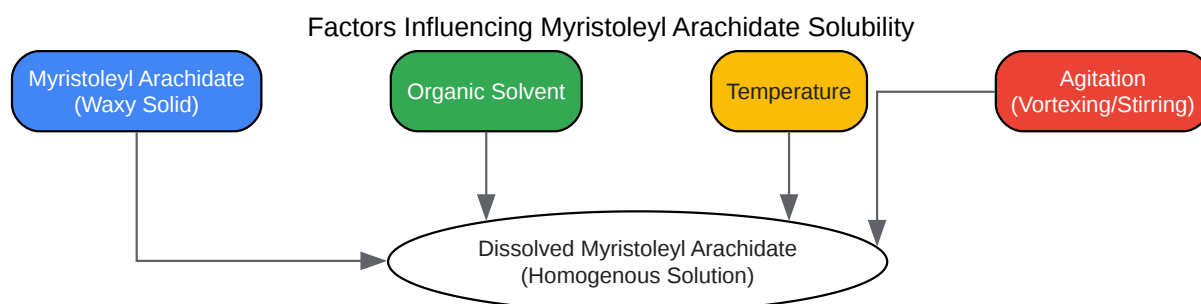 Factors Influencing Myristoleyl Arachidate Solubility
Myristoleyl Arachidate
(Waxy Solid)
Organic Solvent
Temperature
Agitation
(Vortexing/Stirring)
Dissolved Myristoleyl Arachidate
(Homogenous Solution)